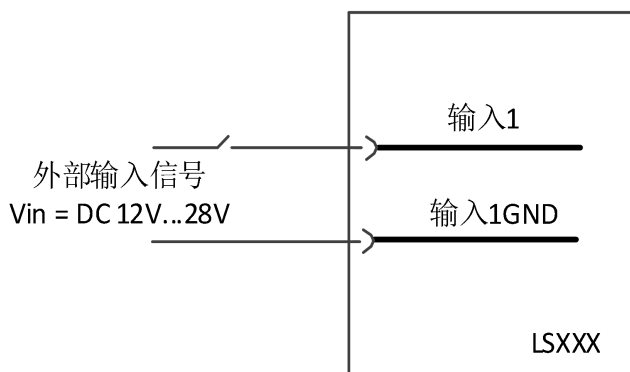 输入1
外部输入信号
Vin = DC 12V...28V
输入1GND
LSXXX